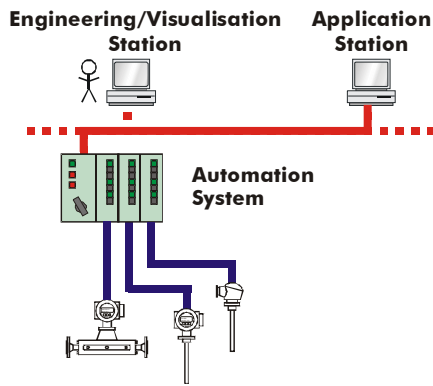 Engineering/Visualisation
Station
Application
Station
Automation
System